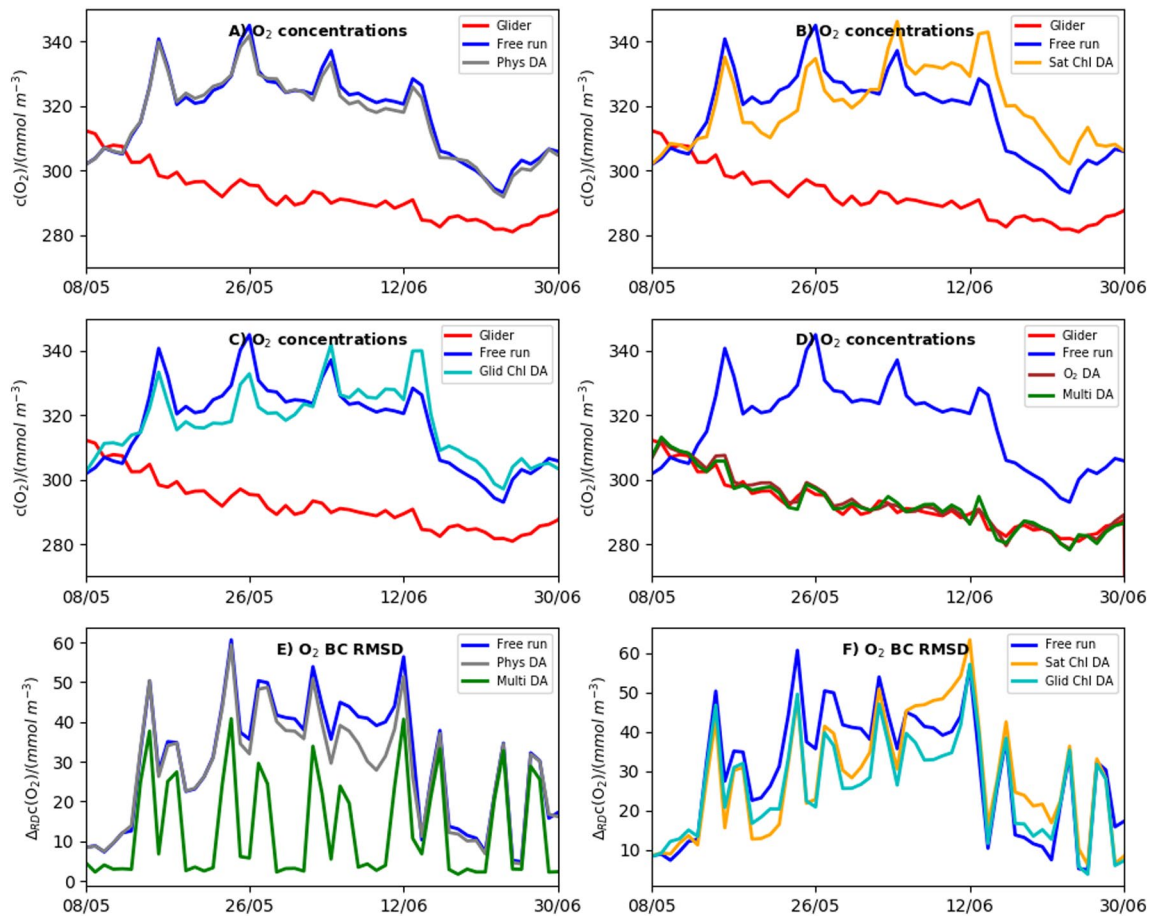 A) O₂ concentrations
Glider
Free run
Phys DA
c(O₂)/(mmol m⁻³)
340
320
300
280
08/05 26/05 12/06 30/06
B) O₂ concentrations
Glider
Free run
Sat Chl DA
c(O₂)/(mmol m⁻³)
340
320
300
280
08/05 26/05 12/06 30/06
C) O₂ concentrations
Glider
Free run
Glid Chl DA
c(O₂)/(mmol m⁻³)
340
320
300
280
08/05 26/05 12/06 30/06
D) O₂ concentrations
Glider
Free run
O₂ DA
Multi DA
c(O₂)/(mmol m⁻³)
340
320
300
280
08/05 26/05 12/06 30/06
E) O₂ BC RMSD
Free run
Phys DA
Multi DA
Δ_RD c(O₂)/(mmol m⁻³)
60
50
40
30
20
10
0
08/05 26/05 12/06 30/06
F) O₂ BC RMSD
Free run
Sat Chl DA
Glid Chl DA
Δ_RD c(O₂)/(mmol m⁻³)
60
50
40
30
20
10
08/05 26/05 12/06 30/06